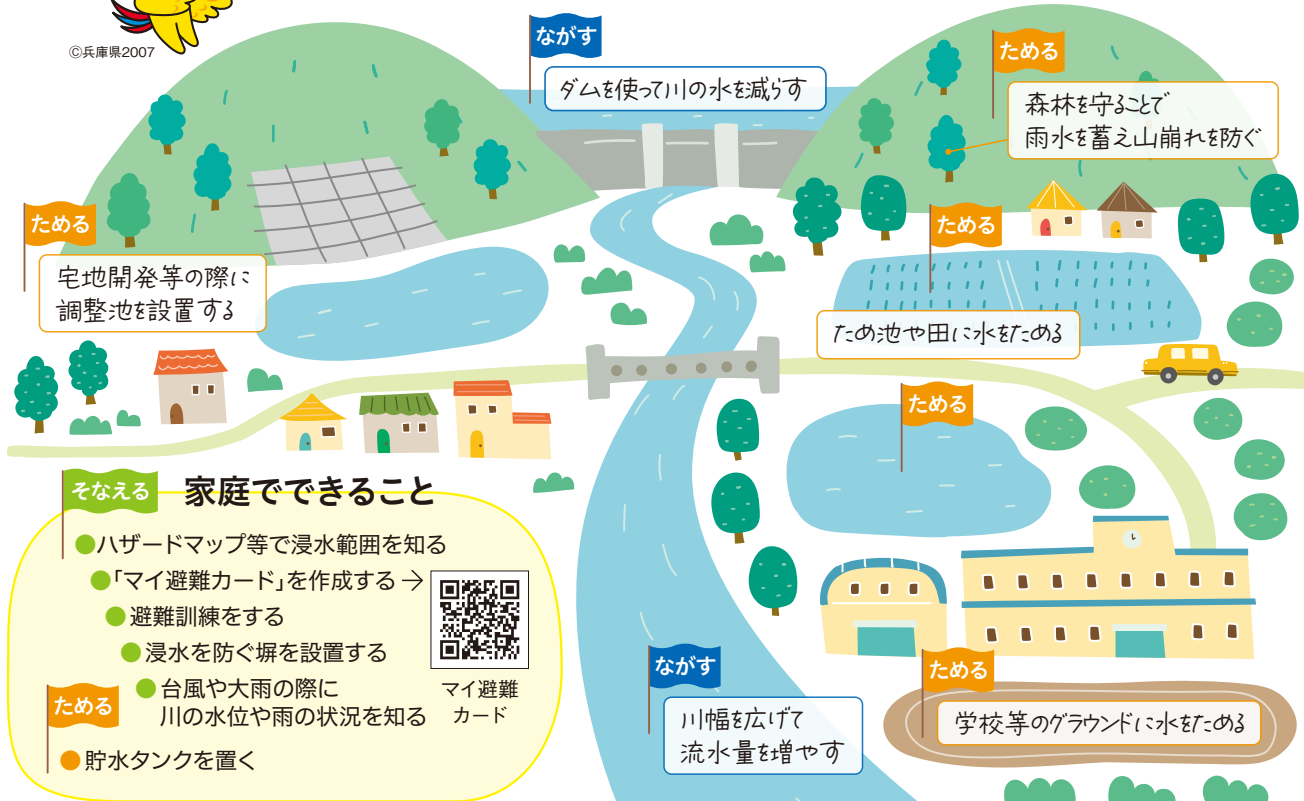 ©兵庫県2007
ながす
ダムを使って川の水を減らす
ためる
森林を守ることで
雨水を蓄え山崩れを防ぐ
ためる
宅地開発等の際に
調整池を設置する
ためる
ため池や田に水をためる
ためる
そなえる
家庭でできること
●ハザードマップ等で浸水範囲を知る
●「マイ避難カード」を作成する→
●避難訓練をする
●浸水を防ぐ塀を設置する
●台風や大雨の際に
川の水位や雨の状況を知る
マイ避難
カード
ためる
●貯水タンクを置く
ながす
川幅を広げて
流水量を増やす
ためる
学校等のグラウンドに水をためる